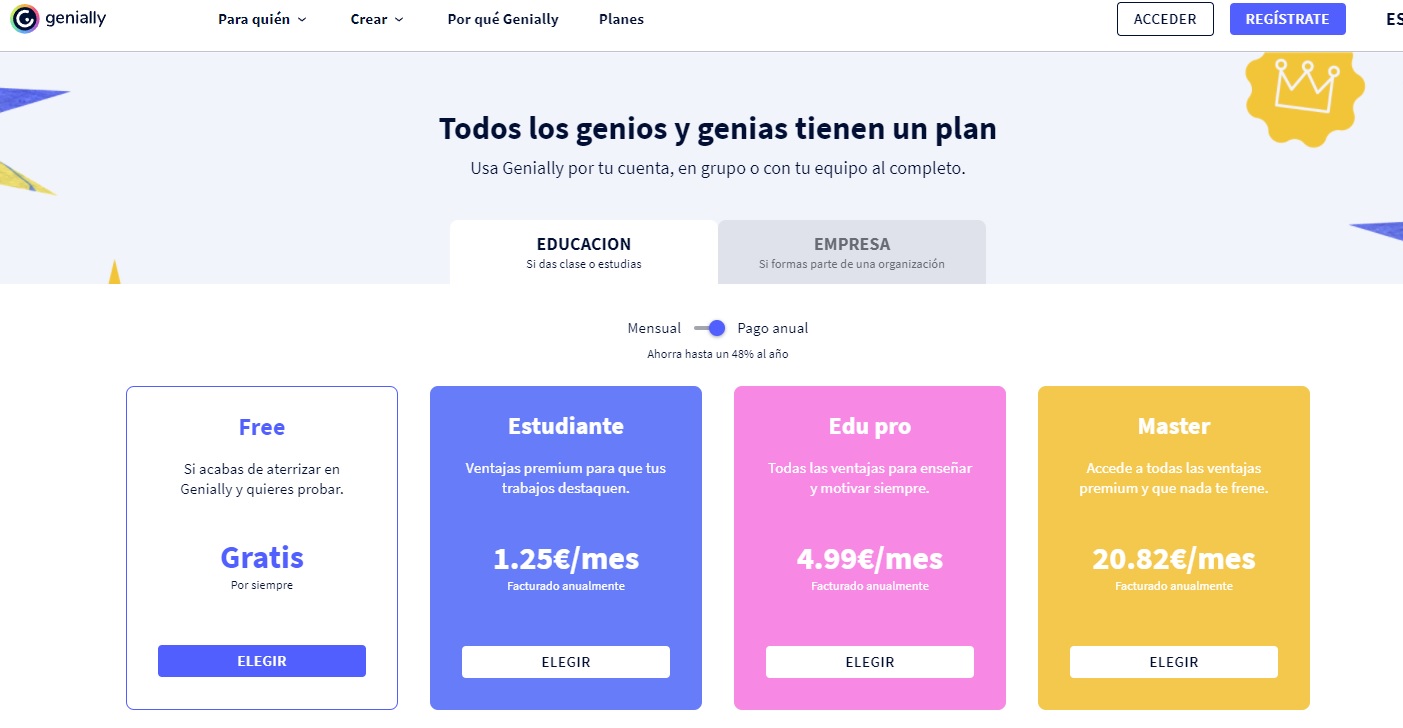 genially Para quién Crear Por qué Genially Planes ACCEDER REGÍSTRATE ES
Todos los genios y genias tienen un plan
Usa Genially por tu cuenta, en grupo o con tu equipo al completo.
EDUCACION
Si das clase o estudias
EMPRESA
Si formas parte de una organización
Mensual Pago anual
Ahorra hasta un 48% al año
Free
Si acabas de aterrizar en
Genially y quieres probar.
Gratis
Por siempre
ELEGIR
Estudiante
Ventajas premium para que tus
trabajos destaquen.
1.25€/mes
Facturado anualmente
ELEGIR
Edu pro
Todas las ventajas para enseñar
y motivar siempre.
4.99€/mes
Facturado anualmente
ELEGIR
Master
Accede a todas las ventajas
premium y que nada te frene.
20.82€/mes
Facturado anualmente
ELEGIR